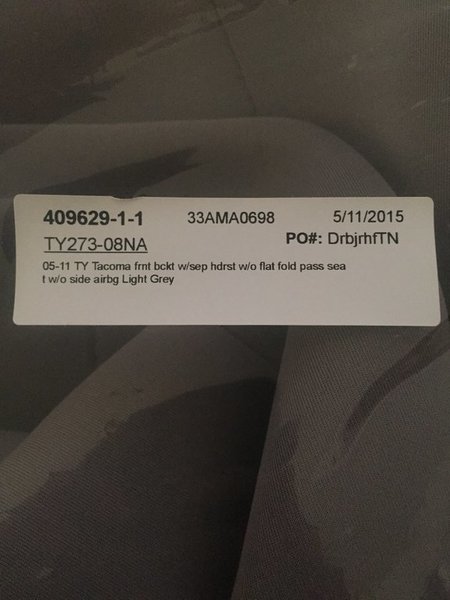 409629-1-1 33AMA0698 5/11/2015
TY273-08NA PO#: DrbjrhfTN
05-11 TY Tacoma frnt bckt w/sep hdrst w/o flat fold pass sea
t w/o side airbg Light Grey